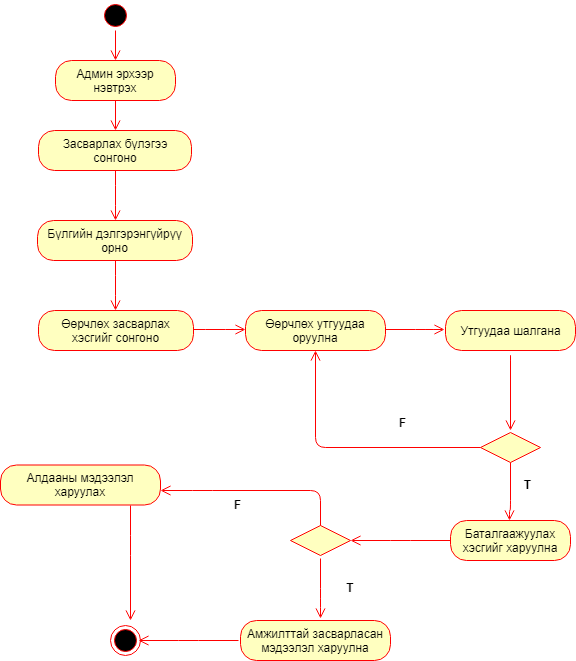 Админ эрхээр
нэвтрэх
Засварлах бүлэгээ
сонгоно
Бүлгийн дэлгэрэнгүйрүү
орно
Өөрчлөх засварлах
хэсгийг сонгоно
Өөрчлөх утгуудаа
оруулна
Утгуудаа шалгана
F
T
Баталгаажуулах
хэсгийг харуулна
Алдааны мэдээлэл
харуулах
F
T
Амжилттай засварласан
мэдээлэл харуулна